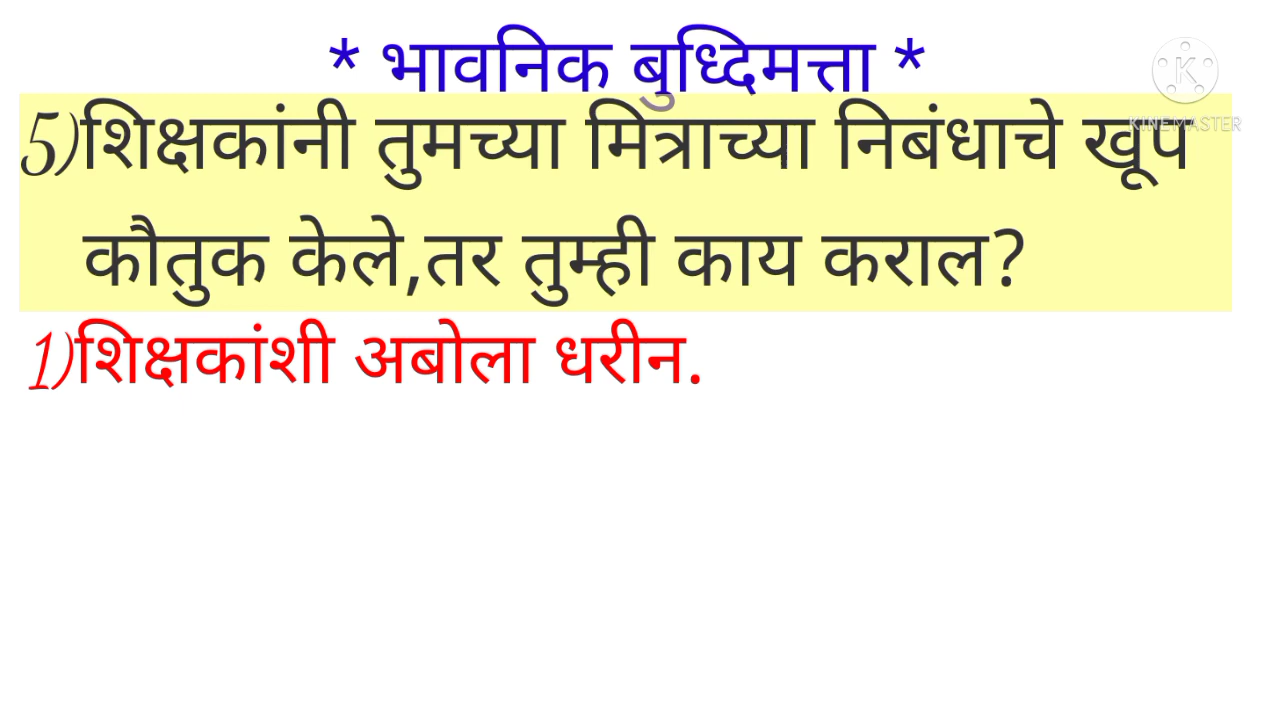 * भावनिक बुध्दिमत्ता *
5)शिक्षकांनी तुमच्या मित्राच्या निबंधाचे खूप
कौतुक केले,तर तुम्ही काय कराल?
1)शिक्षकांशी अबोला धरीन.
K
KINEMASTER